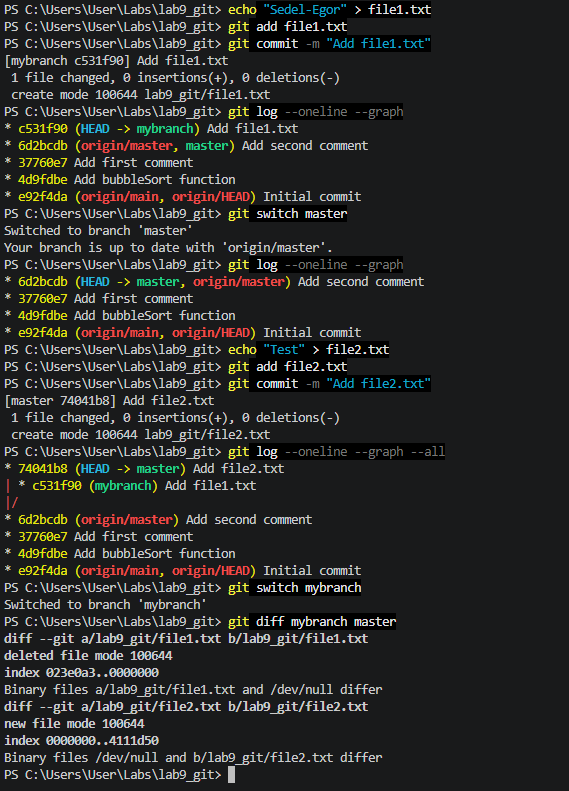 PS C:\Users\User\Labs\lab9_git> echo "Sedel-Egor" > file1.txt
PS C:\Users\User\Labs\lab9_git> git add file1.txt
PS C:\Users\User\Labs\lab9_git> git commit -m "Add file1.txt"
[mybranch c531f90] Add file1.txt
 1 file changed, 0 insertions(+), 0 deletions(-)
 create mode 100644 lab9_git/file1.txt
PS C:\Users\User\Labs\lab9_git> git log --oneline --graph
* c531f90 (HEAD -> mybranch) Add file1.txt
* 6d2bcdb (origin/master, master) Add second comment
* 37760e7 Add first comment
* 4d9fdbe Add bubbleSort function
* e92f4da (origin/main, origin/HEAD) Initial commit
PS C:\Users\User\Labs\lab9_git> git switch master
Switched to branch 'master'
Your branch is up to date with 'origin/master'.
PS C:\Users\User\Labs\lab9_git> git log --oneline --graph
* 6d2bcdb (HEAD -> master, origin/master) Add second comment
* 37760e7 Add first comment
* 4d9fdbe Add bubbleSort function
* e92f4da (origin/main, origin/HEAD) Initial commit
PS C:\Users\User\Labs\lab9_git> echo "Test" > file2.txt
PS C:\Users\User\Labs\lab9_git> git add file2.txt
PS C:\Users\User\Labs\lab9_git> git commit -m "Add file2.txt"
[master 74041b8] Add file2.txt
 1 file changed, 0 insertions(+), 0 deletions(-)
 create mode 100644 lab9_git/file2.txt
PS C:\Users\User\Labs\lab9_git> git log --oneline --graph --all
* 74041b8 (HEAD -> master) Add file2.txt
| * c531f90 (mybranch) Add file1.txt
|/
* 6d2bcdb (origin/master) Add second comment
* 37760e7 Add first comment
* 4d9fdbe Add bubbleSort function
* e92f4da (origin/main, origin/HEAD) Initial commit
PS C:\Users\User\Labs\lab9_git> git switch mybranch
Switched to branch 'mybranch'
PS C:\Users\User\Labs\lab9_git> git diff mybranch master
diff --git a/lab9_git/file1.txt b/lab9_git/file1.txt
deleted file mode 100644
index 023e0a3..0000000
Binary files a/lab9_git/file1.txt and /dev/null differ
diff --git a/lab9_git/file2.txt b/lab9_git/file2.txt
new file mode 100644
index 0000000..4111d50
Binary files /dev/null and b/lab9_git/file2.txt differ
PS C:\Users\User\Labs\lab9_git>